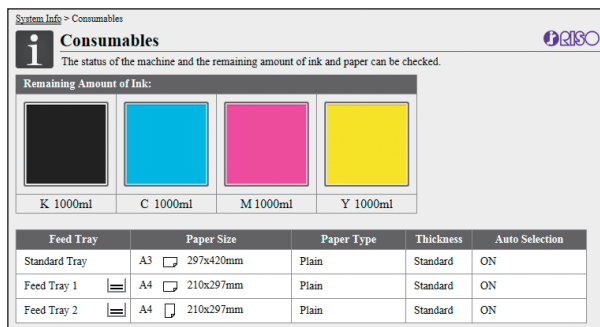 System Info > Consumables
Consumables
RISO
The status of the machine and the remaining amount of ink and paper can be checked.
Remaining Amount of Ink:
K 1000ml C 1000ml M 1000ml Y 1000ml
Feed Tray Paper Size Paper Type Thickness Auto Selection
Standard Tray A3 297x420mm Plain Standard ON
Feed Tray 1 A4 210x297mm Plain Standard ON
Feed Tray 2 A4 210x297mm Plain Standard ON